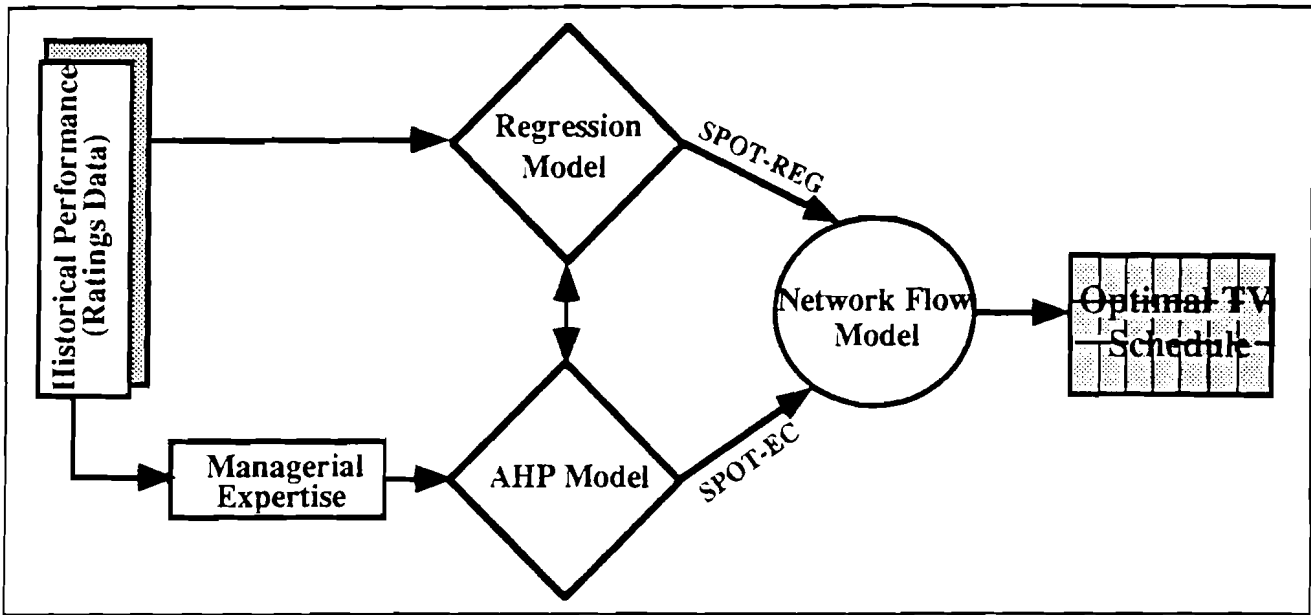 Historical Performance
(Ratings Data)
Regression
Model
SPOT-REG
Network Flow
Model
Optimal TV
Schedule
Managerial
Expertise
AHP Model
SPOT-EC